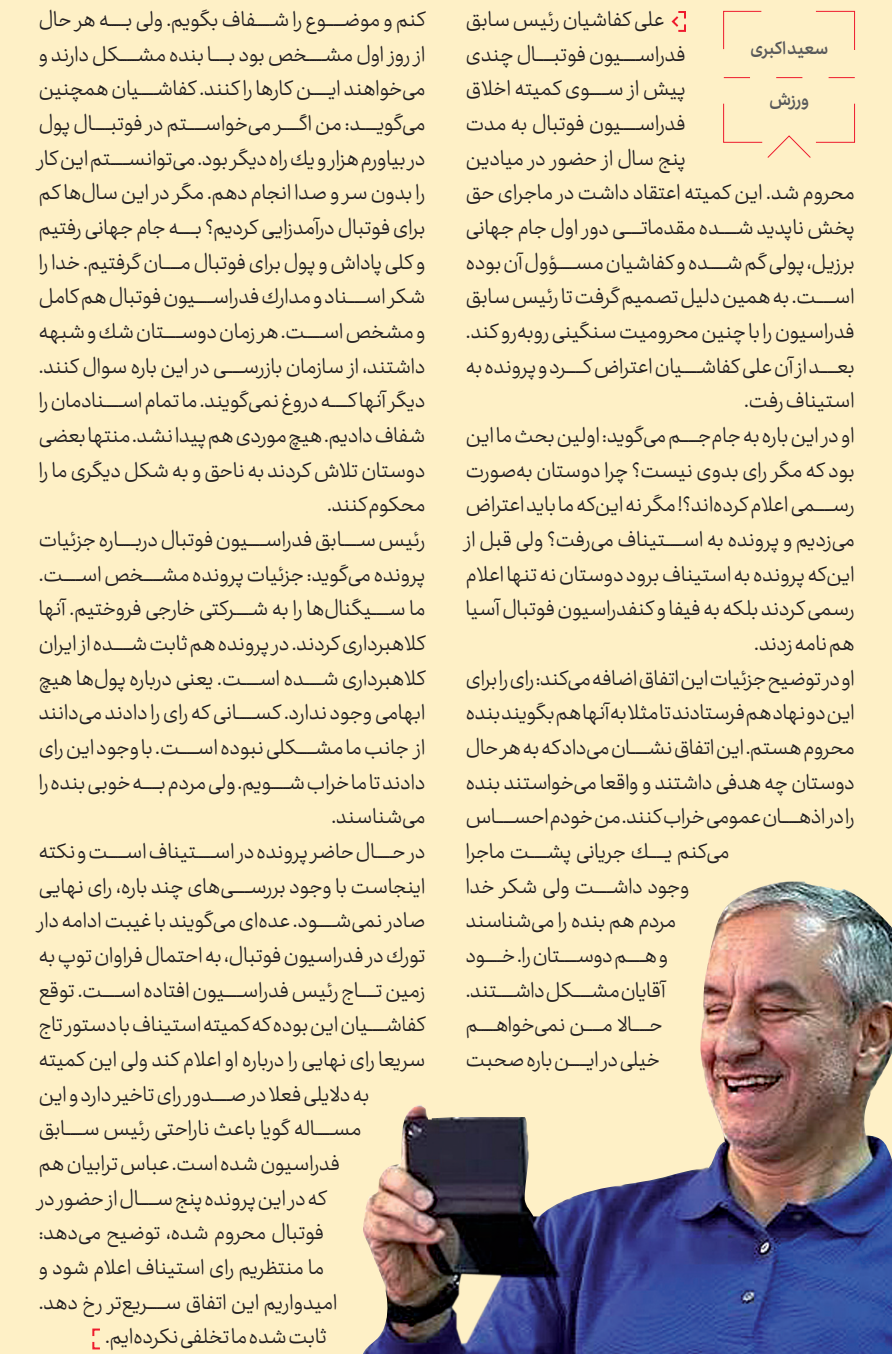 سعید اکبری
ورزش
علی کفاشیان رئیس سابق
فدراسیون فوتبال چندی
پیش از سوی کمیته اخلاق
فدراسیون فوتبال به مدت
پنج سال از حضور در میادین
محروم شد. این کمیته اعتقاد داشت در ماجرای حق
پخش ناپدید شده مقدماتی دور اول جام جهانی
برزیل، پولی گم شده و کفاشیان مسؤول آن بوده
است. به همین دلیل تصمیم گرفت تا رئیس سابق
فدراسیون را با چنین محرومیت سنگینی روبه‌رو کند.
بعد از آن علی کفاشیان اعتراض کرد و پرونده به
استیناف رفت.
او در این باره به جام‌جم می‌گوید: اولین بحث ما این
بود که مگر رای بدوی نیست؟ چرا دوستان به‌صورت
رسمی اعلام کرده‌اند؟! مگر نه این‌که ما باید اعتراض
می‌زدیم و پرونده به استیناف می‌رفت؟ ولی قبل از
این‌که پرونده به استیناف برود دوستان نه تنها اعلام
رسمی کردند بلکه به فیفا و کنفدراسیون فوتبال آسیا
هم نامه زدند.
او در توضیح جزئیات این اتفاق اضافه می‌کند: رای را برای
این دو نهاد هم فرستادند تا مثلا به آنها هم بگویند بنده
محروم هستم. این اتفاق نشان می‌داد که به هر حال
دوستان چه هدفی داشتند و واقعا می‌خواستند بنده
را در اذهان عمومی خراب کنند. من خودم احساس
می‌کنم یك جریانی پشت ماجرا
وجود داشت ولی شکر خدا
مردم هم بنده را می‌شناسند
و هم دوستان را. خود
آقایان مشکل داشتند.
حالا من نمی‌خواهم
خیلی در این باره صحبت
کنم و موضوع را شفاف بگویم. ولی به هر حال
از روز اول مشخص بود با بنده مشکل دارند و
می‌خواهند این کارها را کنند. کفاشیان همچنین
می‌گوید: من اگر می‌خواستم در فوتبال پول
در بیاورم هزار و یك راه دیگر بود. می‌توانستم این کار
را بدون سر و صدا انجام دهم. مگر در این سال‌ها کم
برای فوتبال درآمدزایی کردیم؟ به جام جهانی رفتیم
و کلی پاداش و پول برای فوتبال مان گرفتیم. خدا را
شکر اسناد و مدارك فدراسیون فوتبال هم کامل
و مشخص است. هر زمان دوستان شك و شبهه
داشتند، از سازمان بازرسی در این باره سوال کنند.
دیگر آنها که دروغ نمی‌گویند. ما تمام اسنادمان را
شفاف دادیم. هیچ موردی هم پیدا نشد. منتها بعضی
دوستان تلاش کردند به ناحق و به شکل دیگری ما را
محکوم کنند.
رئیس سابق فدراسیون فوتبال درباره جزئیات
پرونده می‌گوید: جزئیات پرونده مشخص است.
ما سیگنال‌ها را به شرکتی خارجی فروختیم. آنها
کلاهبرداری کردند. در پرونده هم ثابت شده از ایران
کلاهبرداری شده است. یعنی درباره پول‌ها هیچ
ابهامی وجود ندارد. کسانی که رای را دادند می‌دانند
از جانب ما مشکلی نبوده است. با وجود این رای
دادند تا ما خراب شویم. ولی مردم به خوبی بنده را
می‌شناسند.
در حال حاضر پرونده در استیناف است و نکته
اینجاست با وجود بررسی‌های چند باره، رای نهایی
صادر نمی‌شود. عده‌ای می‌گویند با غیبت ادامه دار
تورك در فدراسیون فوتبال، به احتمال فراوان توپ به
زمین تاج رئیس فدراسیون افتاده است. توقع
کفاشیان این بوده که کمیته استیناف با دستور تاج
سریعا رای نهایی را درباره او اعلام کند ولی این کمیته
به دلایلی فعلا در صدور رای تاخیر دارد و این
مساله گویا باعث ناراحتی رئیس سابق
فدراسیون شده است. عباس ترابیان هم
که در این پرونده پنج سال از حضور در
فوتبال محروم شده، توضیح می‌دهد:
ما منتظریم رای استیناف اعلام شود و
امیدواریم این اتفاق سریع‌تر رخ دهد.
ثابت شده ما تخلفی نکرده‌ایم.